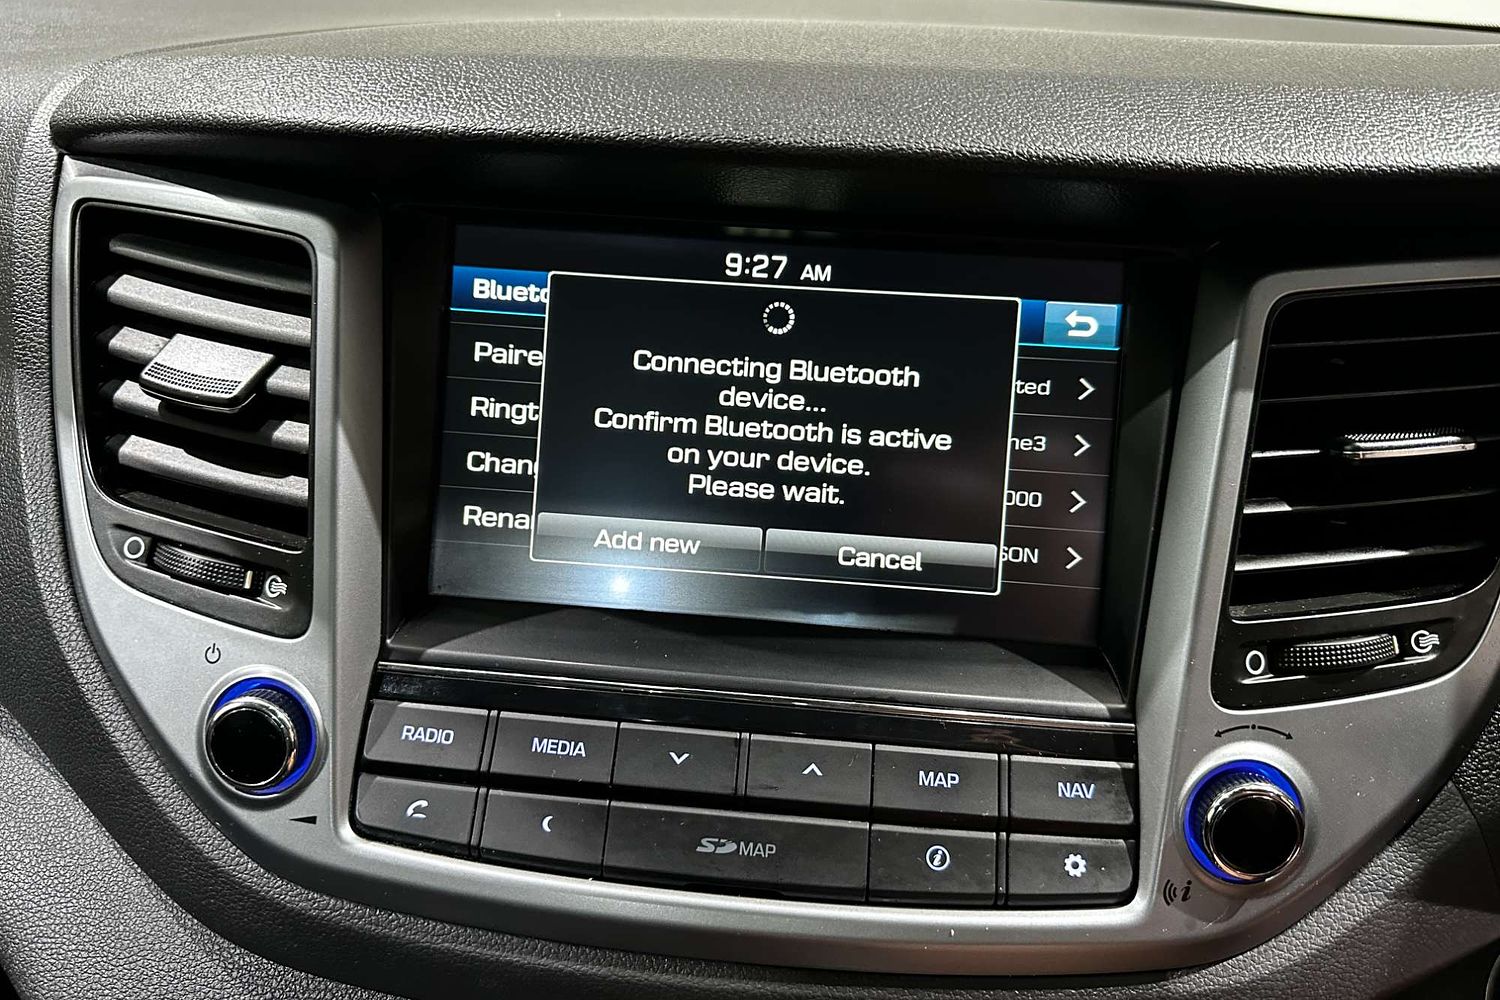 9:27 AM
Connecting Bluetooth
device...
Confirm Bluetooth is active
on your device.
Please wait.
Add new
Cancel
RADIO
MEDIA
MAP
NAV
SD MAP